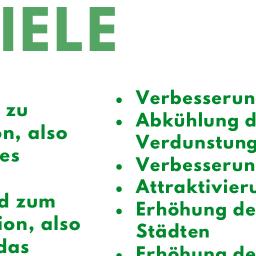 IELE
zu
on, also
es
d zum
ion, also
das
• Verbesserun
• Abkühlung d
Verdunstung
• Verbesserun
• Attraktivieru
• Erhöhung de
Städten
• Erhöhung de